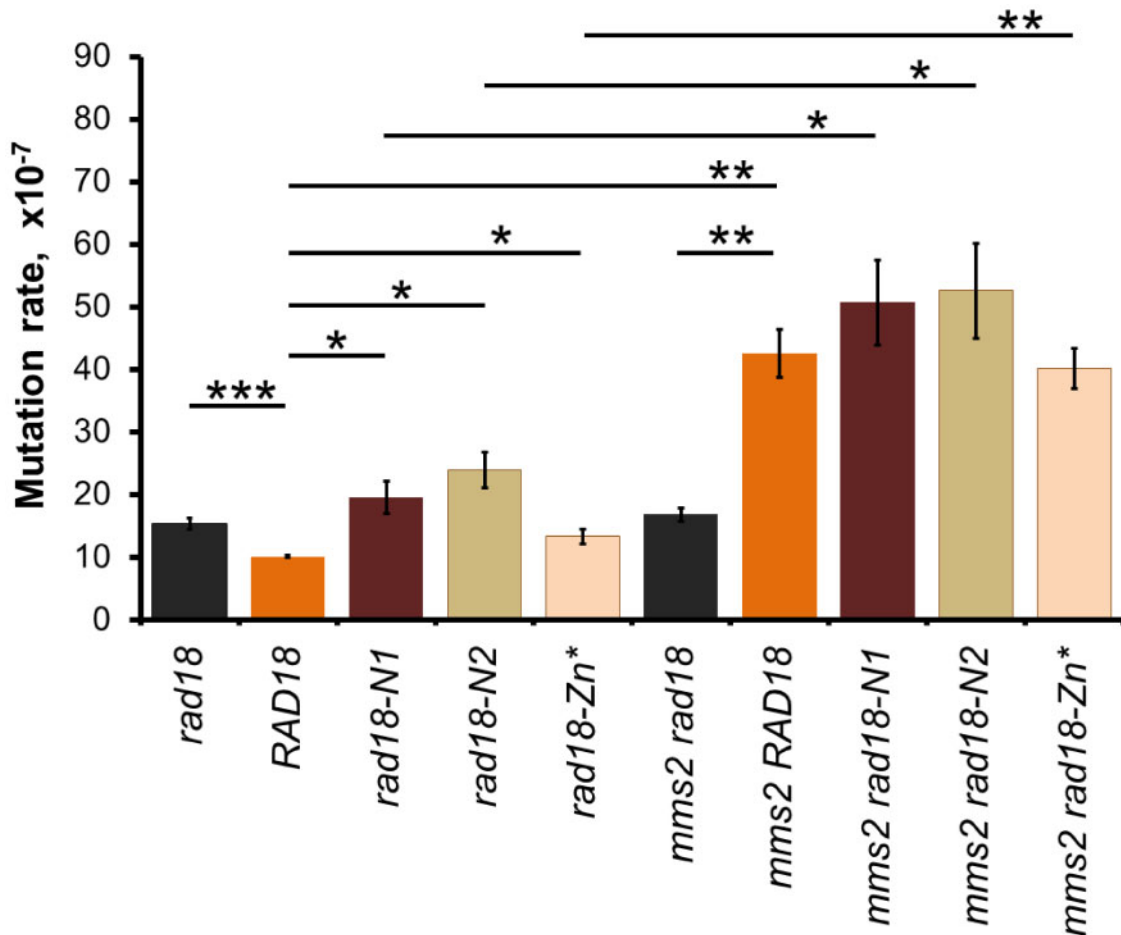 **
90
*
80
*
70
**
60
*
**
50
*
40
*
***
30
20
10
0
Mutation rate, x10-7
rad18
RAD18
rad18-N1
rad18-N2
rad18-Zn*
mms2 rad18
mms2 RAD18
mms2 rad18-N1
mms2 rad18-N2
mms2 rad18-Zn*